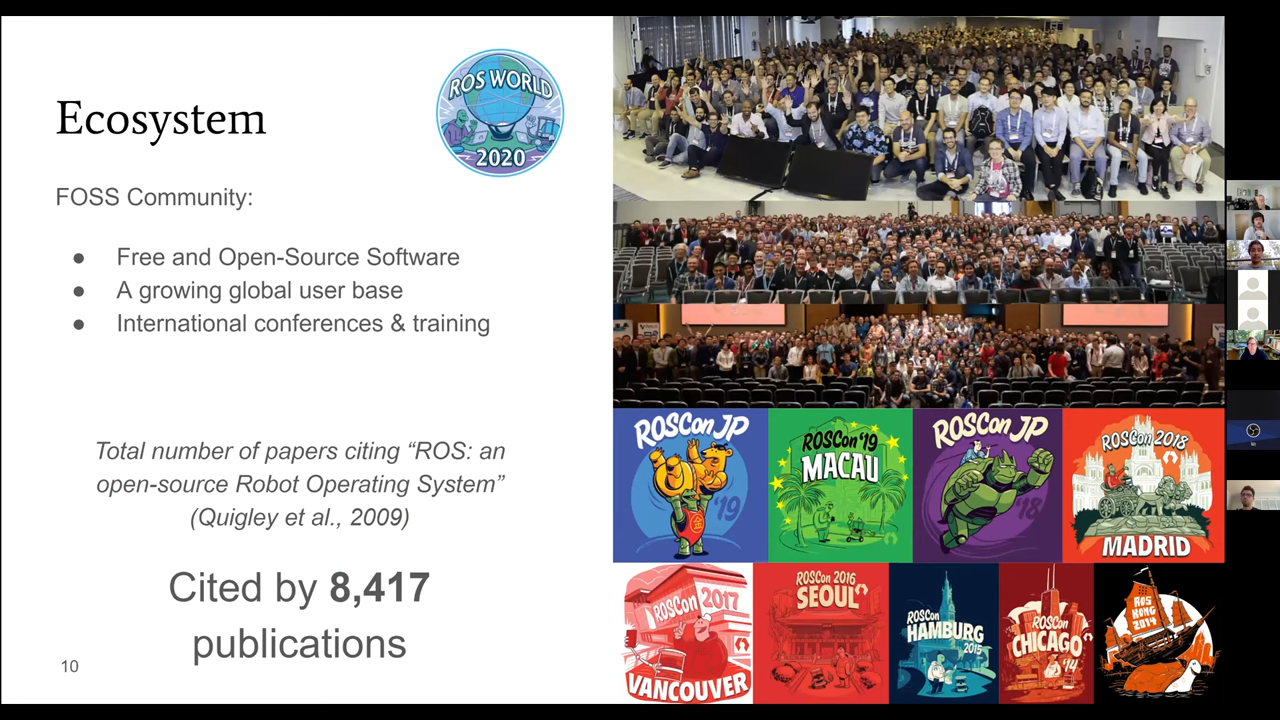 Ecosystem
ROS WORLD
2020
FOSS Community:
● Free and Open-Source Software
● A growing global user base
● International conferences & training
Total number of papers citing “ROS: an
open-source Robot Operating System”
(Quigley et al., 2009)
Cited by 8,417
publications
10
ROSCon JP
'19
金
ROSCon '19
MACAU
ROSCon JP
'18
ROSCon 2018
MADRID
ROSCon 2017
VANCOUVER
ROSCon 2016
SEOUL
ROSCon
HAMBURG
2015
ROSCon
CHICAGO
'14
ROS
KONG
2014